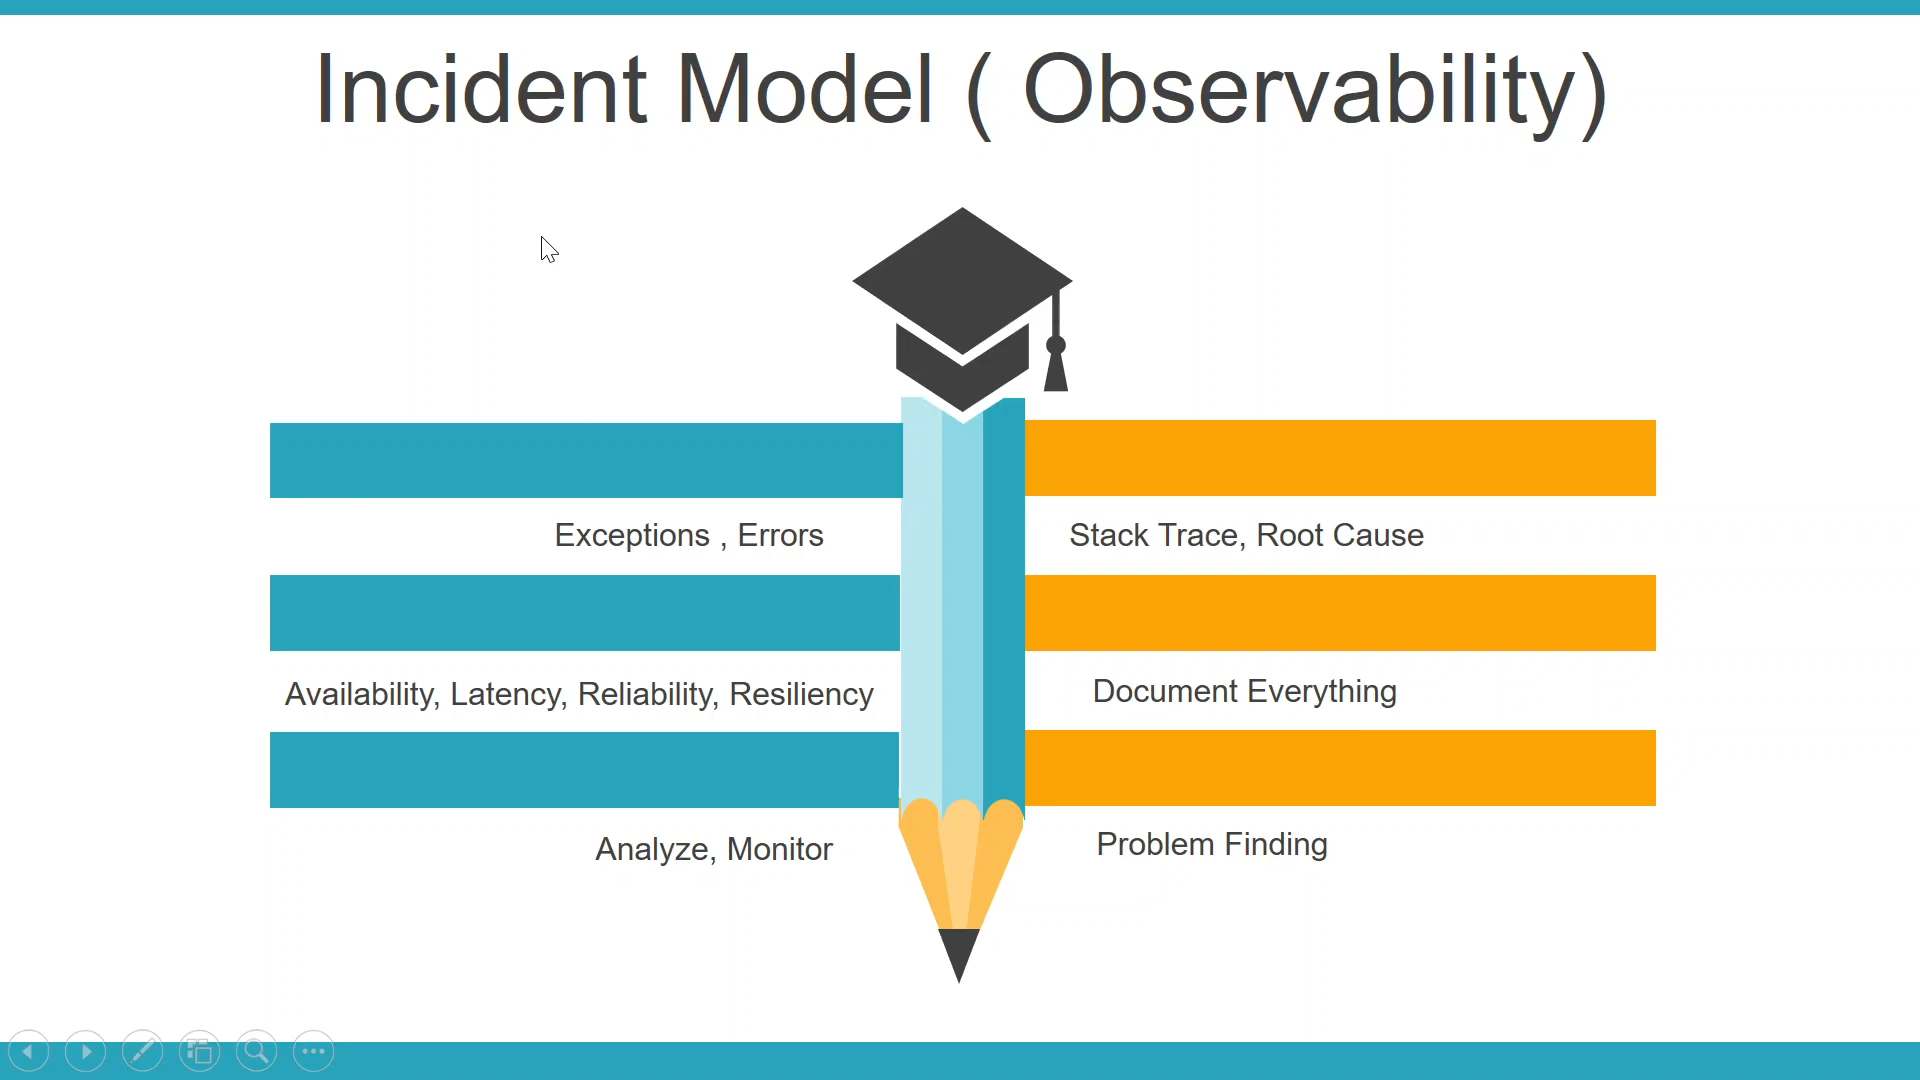 Incident Model ( Observability)
Exceptions , Errors
Stack Trace, Root Cause
Availability, Latency, Reliability, Resiliency
Document Everything
Analyze, Monitor
Problem Finding